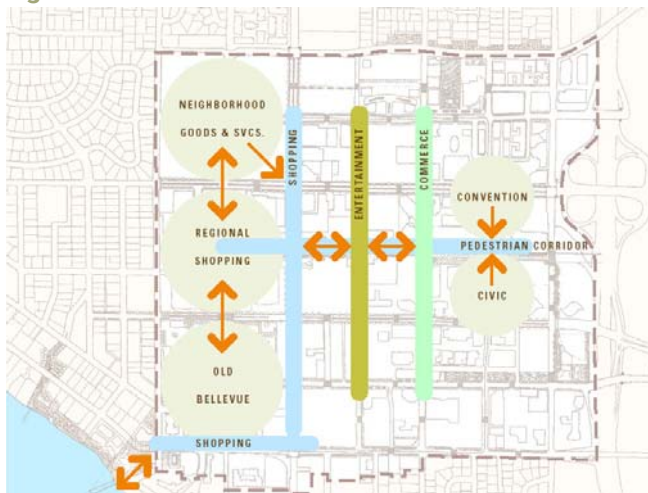 NEIGHBORHOOD
GOODS & SVCS.
SHOPPING
ENTERTAINMENT
COMMERCE
CONVENTION
REGIONAL
SHOPPING
PEDESTRIAN CORRIDOR
CIVIC
OLD
BELLEVUE
SHOPPING